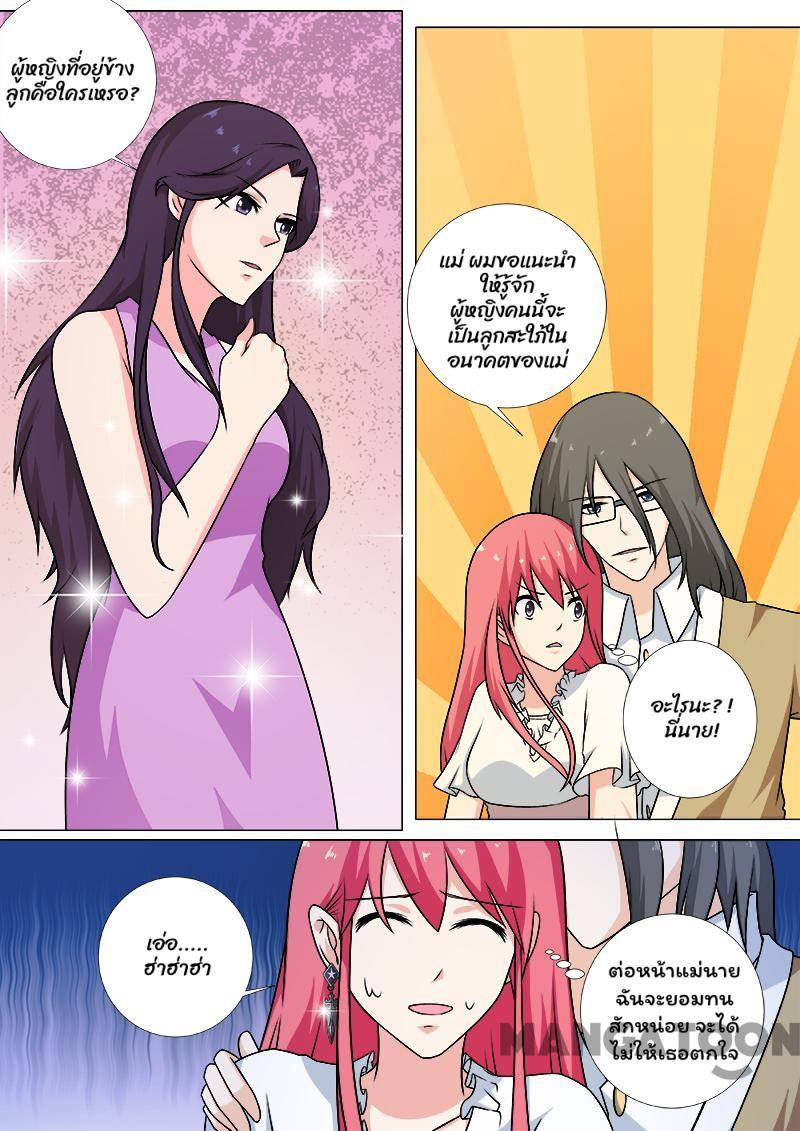 ผู้หญิงที่อยู่ข้าง
ลูกคือใครเหรอ?
แม่ ผมขอแนะนำ
ให้รู้จัก
ผู้หญิงคนนี้จะ
เป็นลูกสะใภ้ใน
อนาคตของแม่
อะไรนะ?!
นี่นาย!
เอ่อ.....
ฮ่าฮ่าฮ่า
ต่อหน้าแม่นาย
ฉันจะยอมทน
สักหน่อย จะได้
ไม่ให้เธอตกใจ
MANGATOON